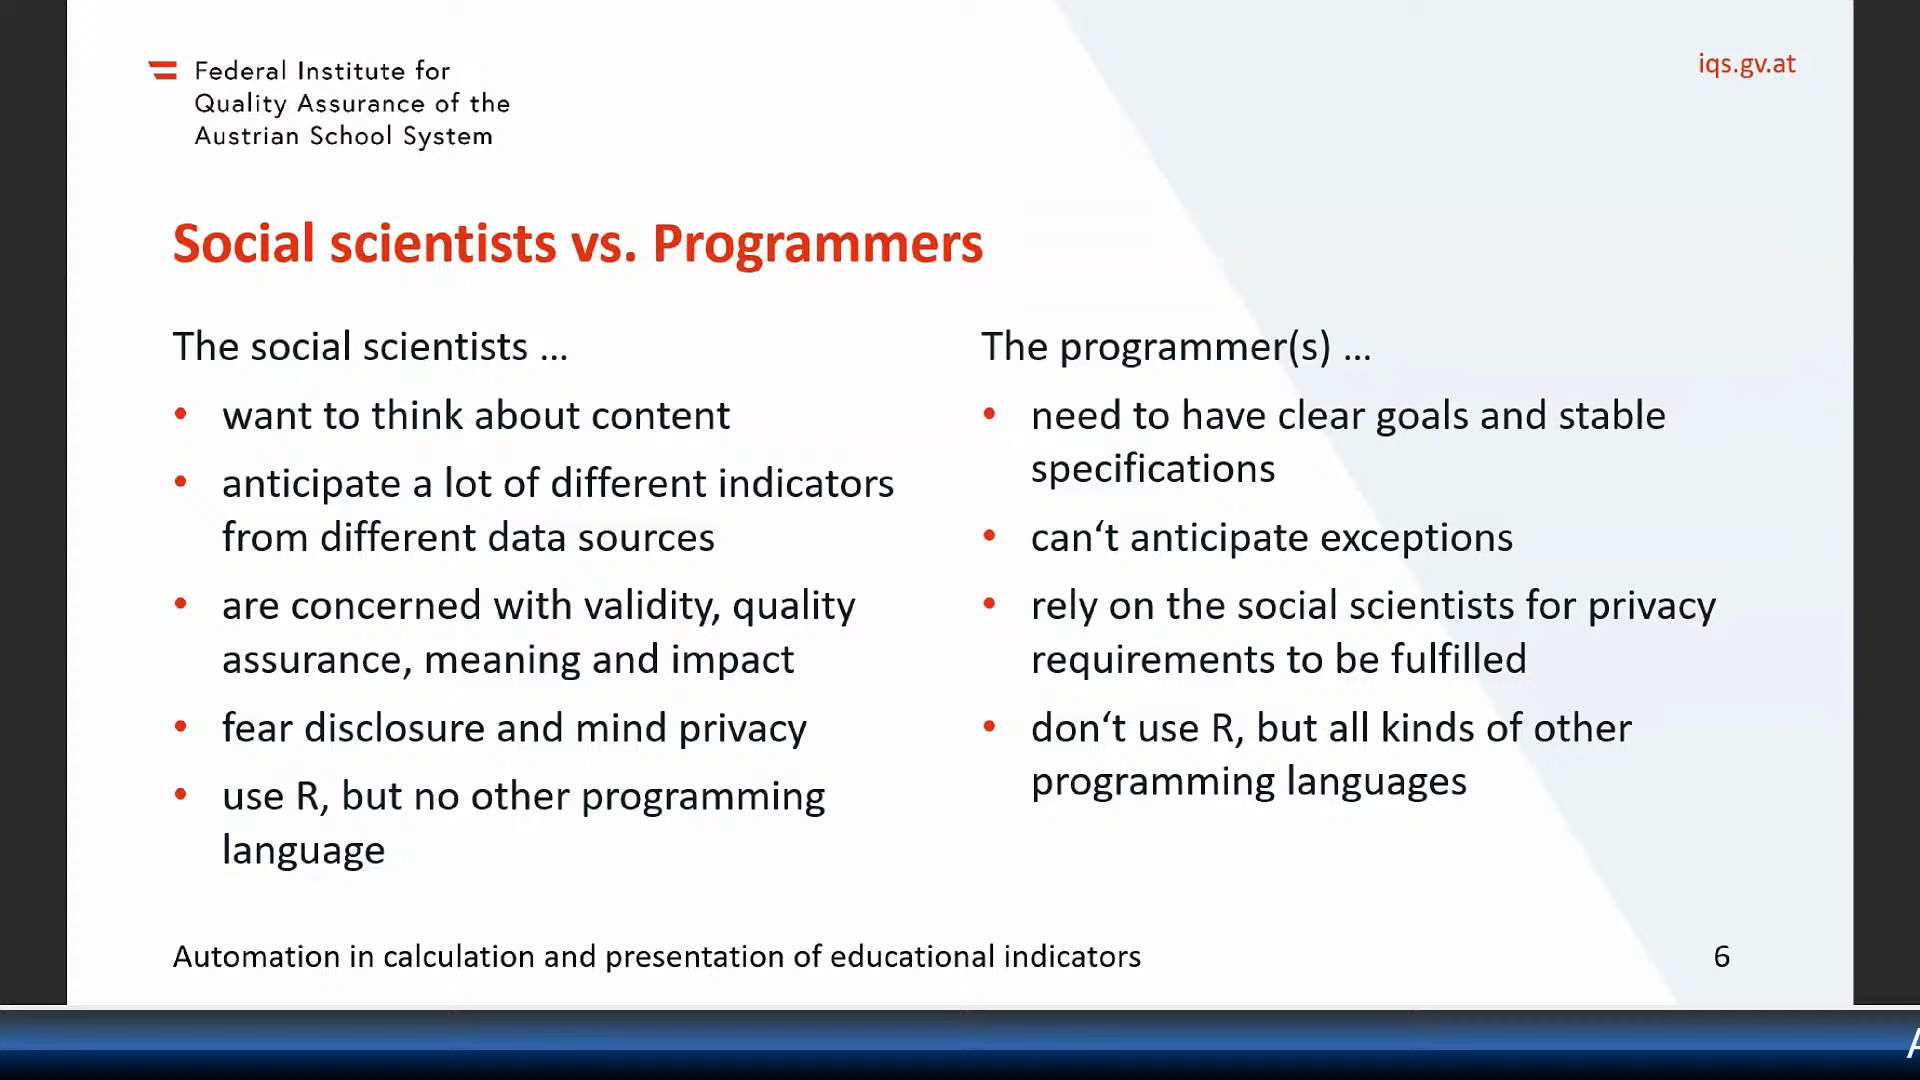 Federal Institute for
Quality Assurance of the
Austrian School System
iqs.gv.at
Social scientists vs. Programmers
The social scientists ...
• want to think about content
• anticipate a lot of different indicators
from different data sources
• are concerned with validity, quality
assurance, meaning and impact
• fear disclosure and mind privacy
• use R, but no other programming
language
The programmer(s) ...
• need to have clear goals and stable
specifications
• can‘t anticipate exceptions
• rely on the social scientists for privacy
requirements to be fulfilled
• don‘t use R, but all kinds of other
programming languages
Automation in calculation and presentation of educational indicators
6